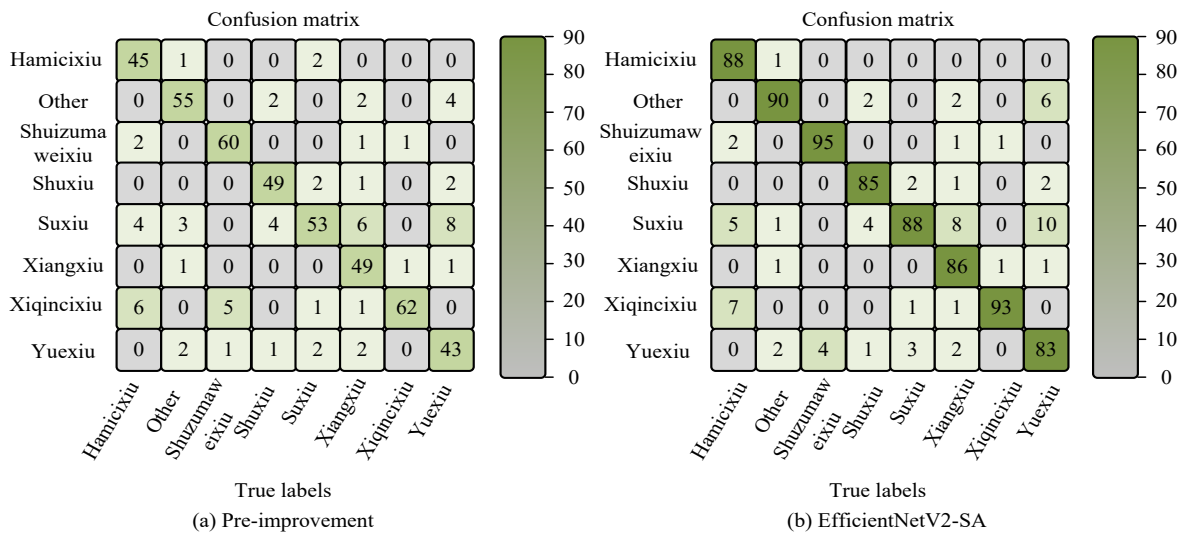 Confusion matrix
Hamicixiu 45 1 0 0 2 0 0 0
Other 0 55 0 2 0 2 0 4
Shuizuma
weixiu 2 0 60 0 0 1 1 0
Shuxiu 0 0 0 49 2 1 0 2
Suxiu 4 3 0 4 53 6 0 8
Xiangxiu 0 1 0 0 0 49 1 1
Xiqincixiu 6 0 5 0 1 1 62 0
Yuexiu 0 2 1 1 2 2 0 43
Hamicixiu
Other
Shuzumaw
eixiu
Shuxiu
Suxiu
Xiangxiu
Xiqincixiu
Yuexiu
90
80
70
60
50
40
30
20
10
0
True labels
(a) Pre-improvement
Confusion matrix
Hamicixiu 88 1 0 0 0 0 0 0
Other 0 90 0 2 0 2 0 6
Shuizumaw
eixiu 2 0 95 0 0 1 1 0
Shuxiu 0 0 0 85 2 1 0 2
Suxiu 5 1 0 4 88 8 0 10
Xiangxiu 0 1 0 0 0 86 1 1
Xiqincixiu 7 0 0 0 1 1 93 0
Yuexiu 0 2 4 1 3 2 0 83
Hamicixiu
Other
Shuzumaw
eixiu
Shuxiu
Suxiu
Xiangxiu
Xiqincixiu
Yuexiu
90
80
70
60
50
40
30
20
10
0
True labels
(b) EfficientNetV2-SA